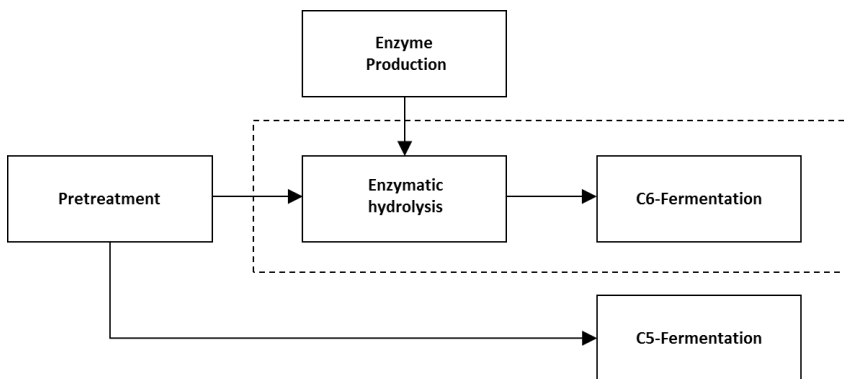 Enzyme
Production
Pretreatment
Enzymatic
hydrolysis
C6-Fermentation
C5-Fermentation